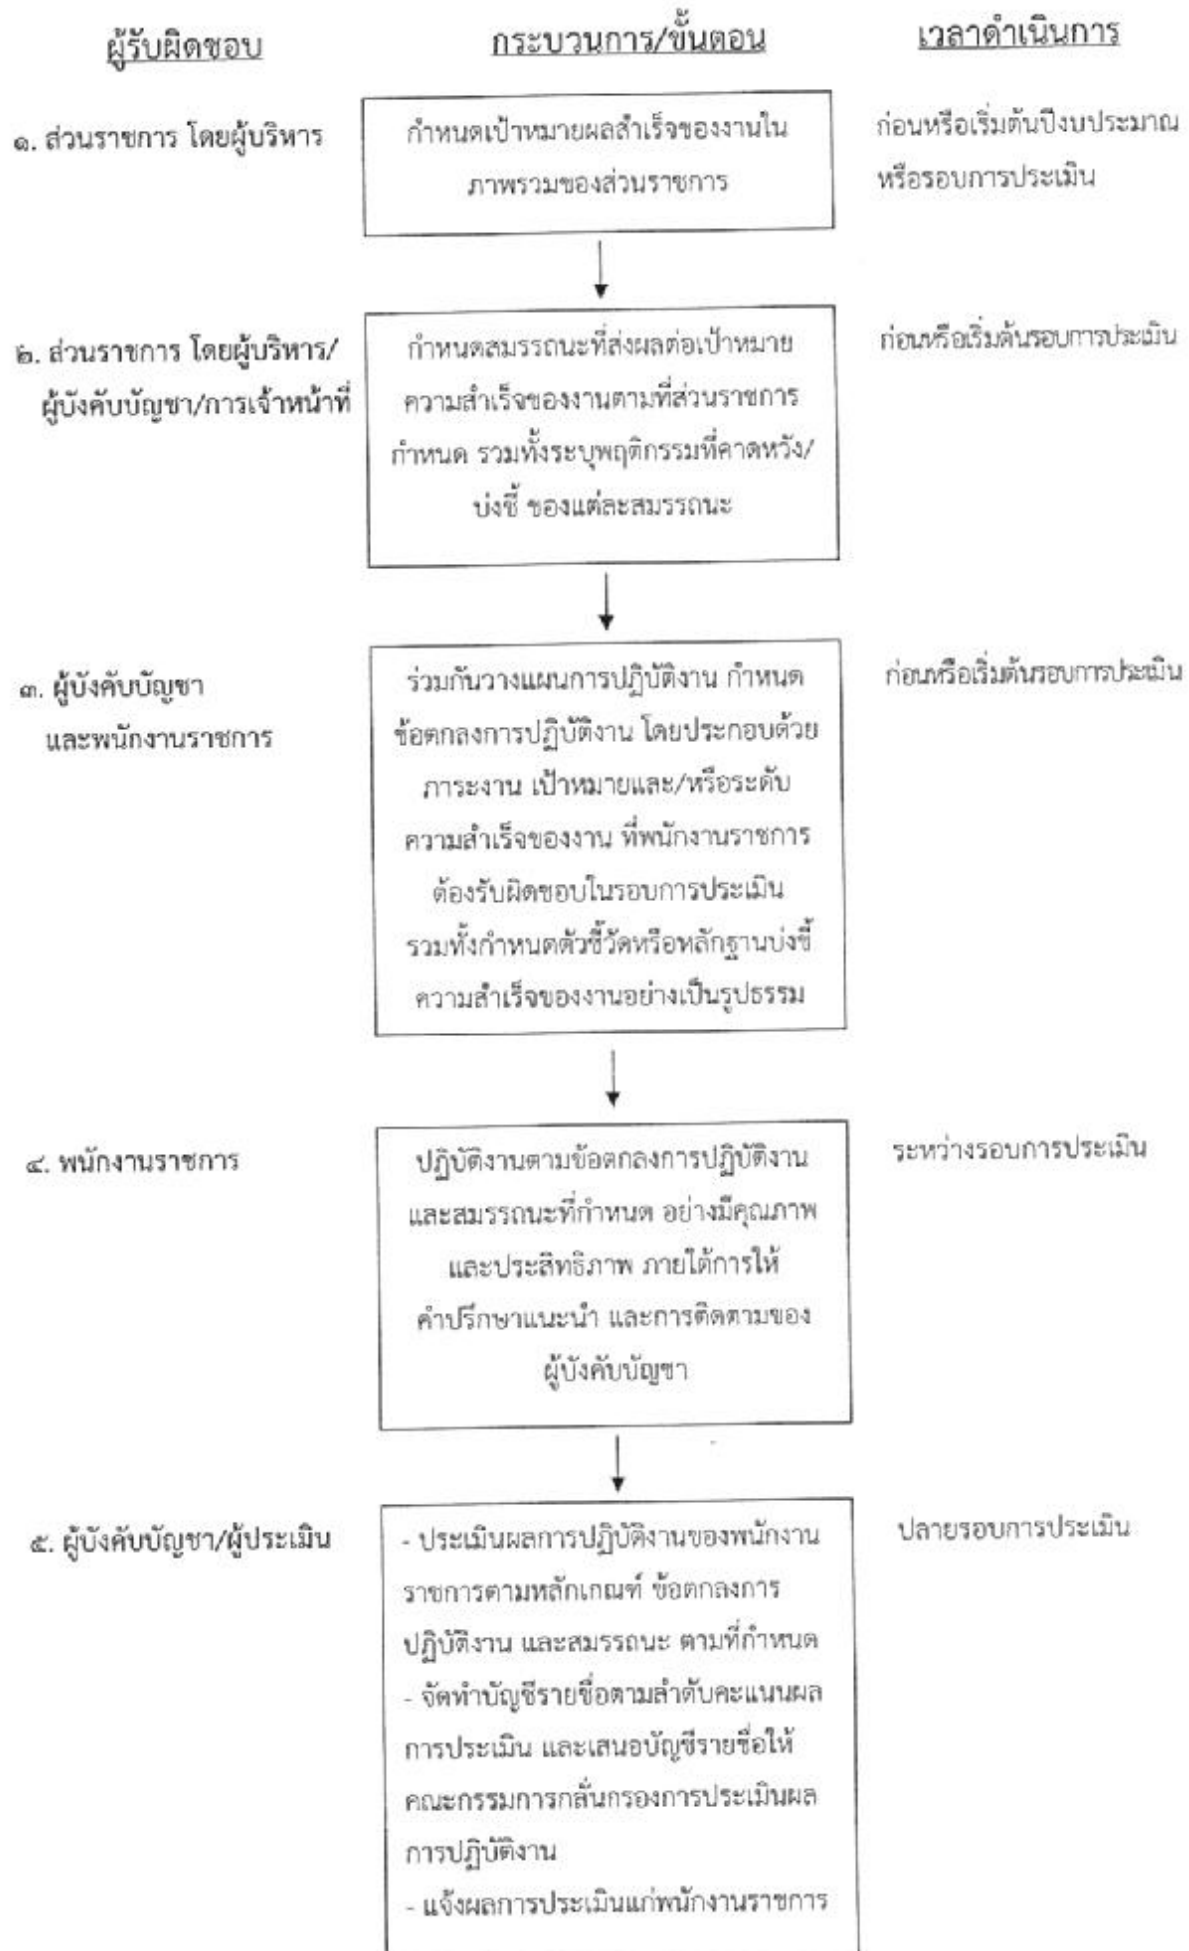 ผู้รับผิดชอบ
กระบวนการ/ขั้นตอน
เวลาดำเนินการ
๑. ส่วนราชการ โดยผู้บริหาร
กำหนดเป้าหมายผลสำเร็จของงานใน
ภาพรวมของส่วนราชการ
ก่อนหรือเริ่มต้นปีงบประมาณ
หรือรอบการประเมิน
๒. ส่วนราชการ โดยผู้บริหาร/
ผู้บังคับบัญชา/การเจ้าหน้าที่
กำหนดสมรรถนะที่ส่งผลต่อเป้าหมาย
ความสำเร็จของงานตามที่ส่วนราชการ
กำหนด รวมทั้งระบุพฤติกรรมที่คาดหวัง/
บ่งชี้ ของแต่ละสมรรถนะ
ก่อนหรือเริ่มต้นรอบการประเมิน
๓. ผู้บังคับบัญชา
และพนักงานราชการ
ร่วมกันวางแผนการปฏิบัติงาน กำหนด
ข้อตกลงการปฏิบัติงาน โดยประกอบด้วย
ภาระงาน เป้าหมายและ/หรือระดับ
ความสำเร็จของงาน ที่พนักงานราชการ
ต้องรับผิดชอบในรอบการประเมิน
รวมทั้งกำหนดตัวชี้วัดหรือหลักฐานบ่งชี้
ความสำเร็จของงานอย่างเป็นรูปธรรม
ก่อนหรือเริ่มต้นรอบการประเมิน
๔. พนักงานราชการ
ปฏิบัติงานตามข้อตกลงการปฏิบัติงาน
และสมรรถนะที่กำหนด อย่างมีคุณภาพ
และประสิทธิภาพ ภายใต้การให้
คำปรึกษาแนะนำ และการติดตามของ
ผู้บังคับบัญชา
ระหว่างรอบการประเมิน
๕. ผู้บังคับบัญชา/ผู้ประเมิน
- ประเมินผลการปฏิบัติงานของพนักงาน
ราชการตามหลักเกณฑ์ ข้อตกลงการ
ปฏิบัติงาน และสมรรถนะ ตามที่กำหนด
- จัดทำบัญชีรายชื่อตามลำดับคะแนนผล
การประเมิน และเสนอบัญชีรายชื่อให้
คณะกรรมการกลั่นกรองการประเมินผล
การปฏิบัติงาน
- แจ้งผลการประเมินแก่พนักงานราชการ
ปลายรอบการประเมิน